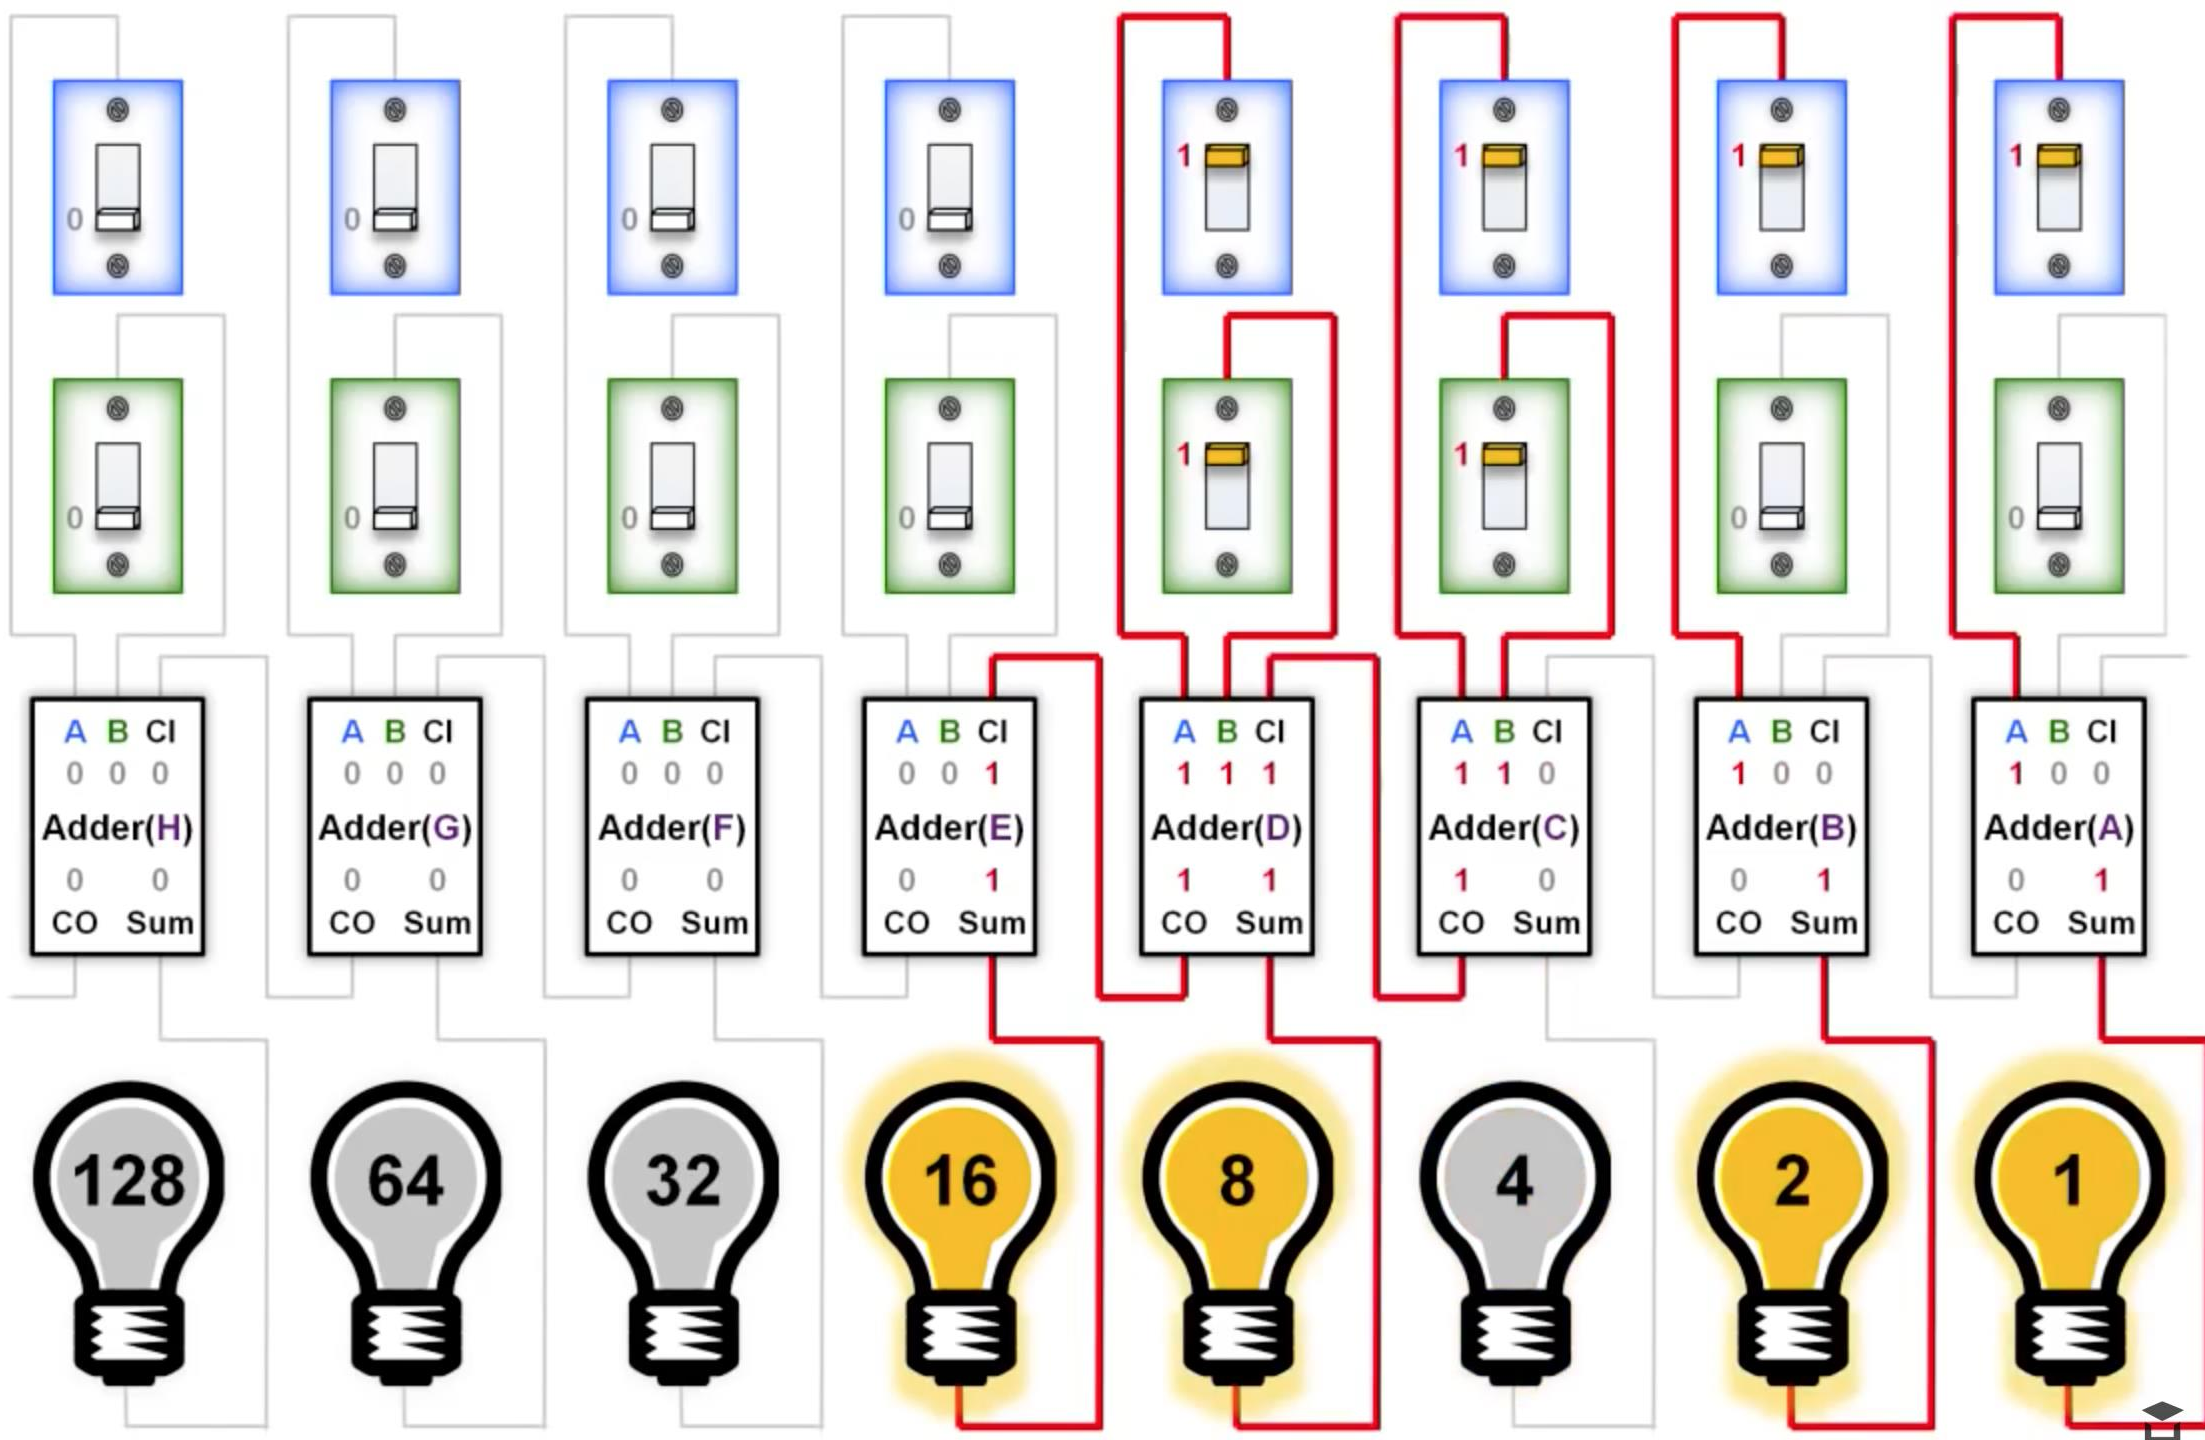 1 1 1 1
0 0 0 0
1 1
0 0 0 0 0 0
A B CI A B CI A B CI A B CI A B CI A B CI A B CI A B CI
0 0 0 0 0 0 0 0 0 0 0 1 1 1 1 1 1 0 1 0 0 1 0 0
Adder(H) Adder(G) Adder(F) Adder(E) Adder(D) Adder(C) Adder(B) Adder(A)
0 0 0 0 0 0 0 1 1 1 1 0 0 1 0 1
CO Sum CO Sum CO Sum CO Sum CO Sum CO Sum CO Sum CO Sum
128 64 32 16 8 4 2 1